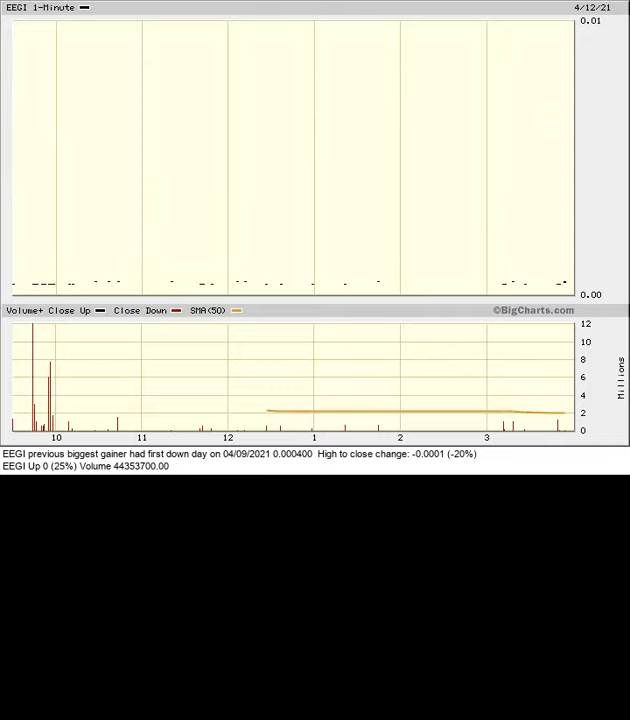 EEGI 1-Minute 4/12/21
0.01
0.00
Volume+ Close Up Close Down SMA(50) ©BigCharts.com
12
10
8
6
4
2
0
Millions
10 11 12 1 2 3
EEGI previous biggest gainer had first down day on 04/09/2021 0.000400 High to close change: -0.0001 (-20%)
EEGI Up 0 (25%) Volume 44353700.00